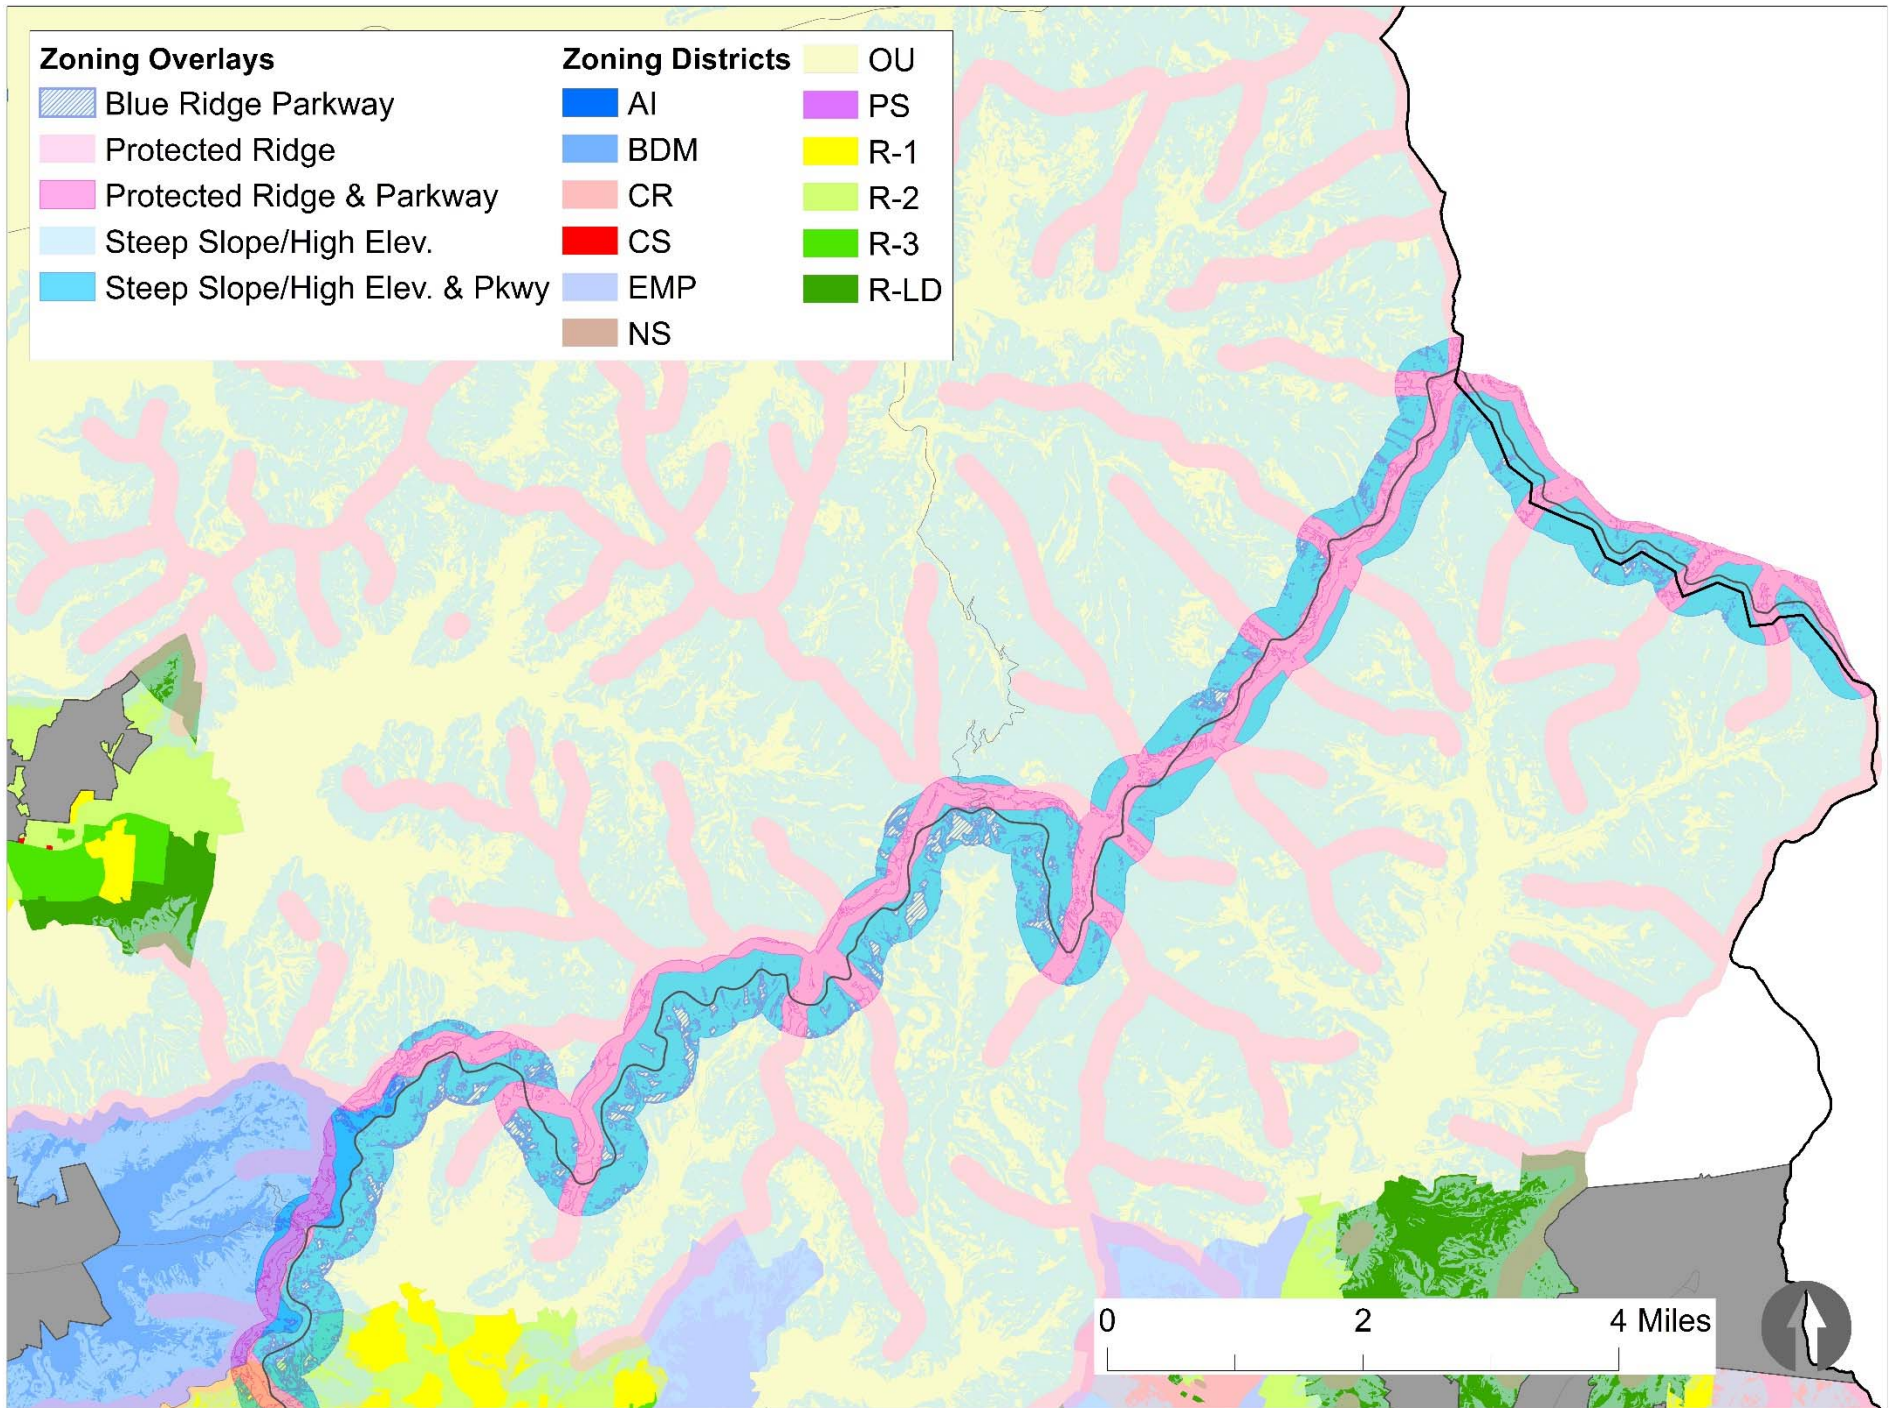 Zoning Overlays
Blue Ridge Parkway
Protected Ridge
Protected Ridge & Parkway
Steep Slope/High Elev.
Steep Slope/High Elev. & Pkwy
Zoning Districts
AI
BDM
CR
CS
EMP
NS
OU
PS
R-1
R-2
R-3
R-LD
0 2 4 Miles